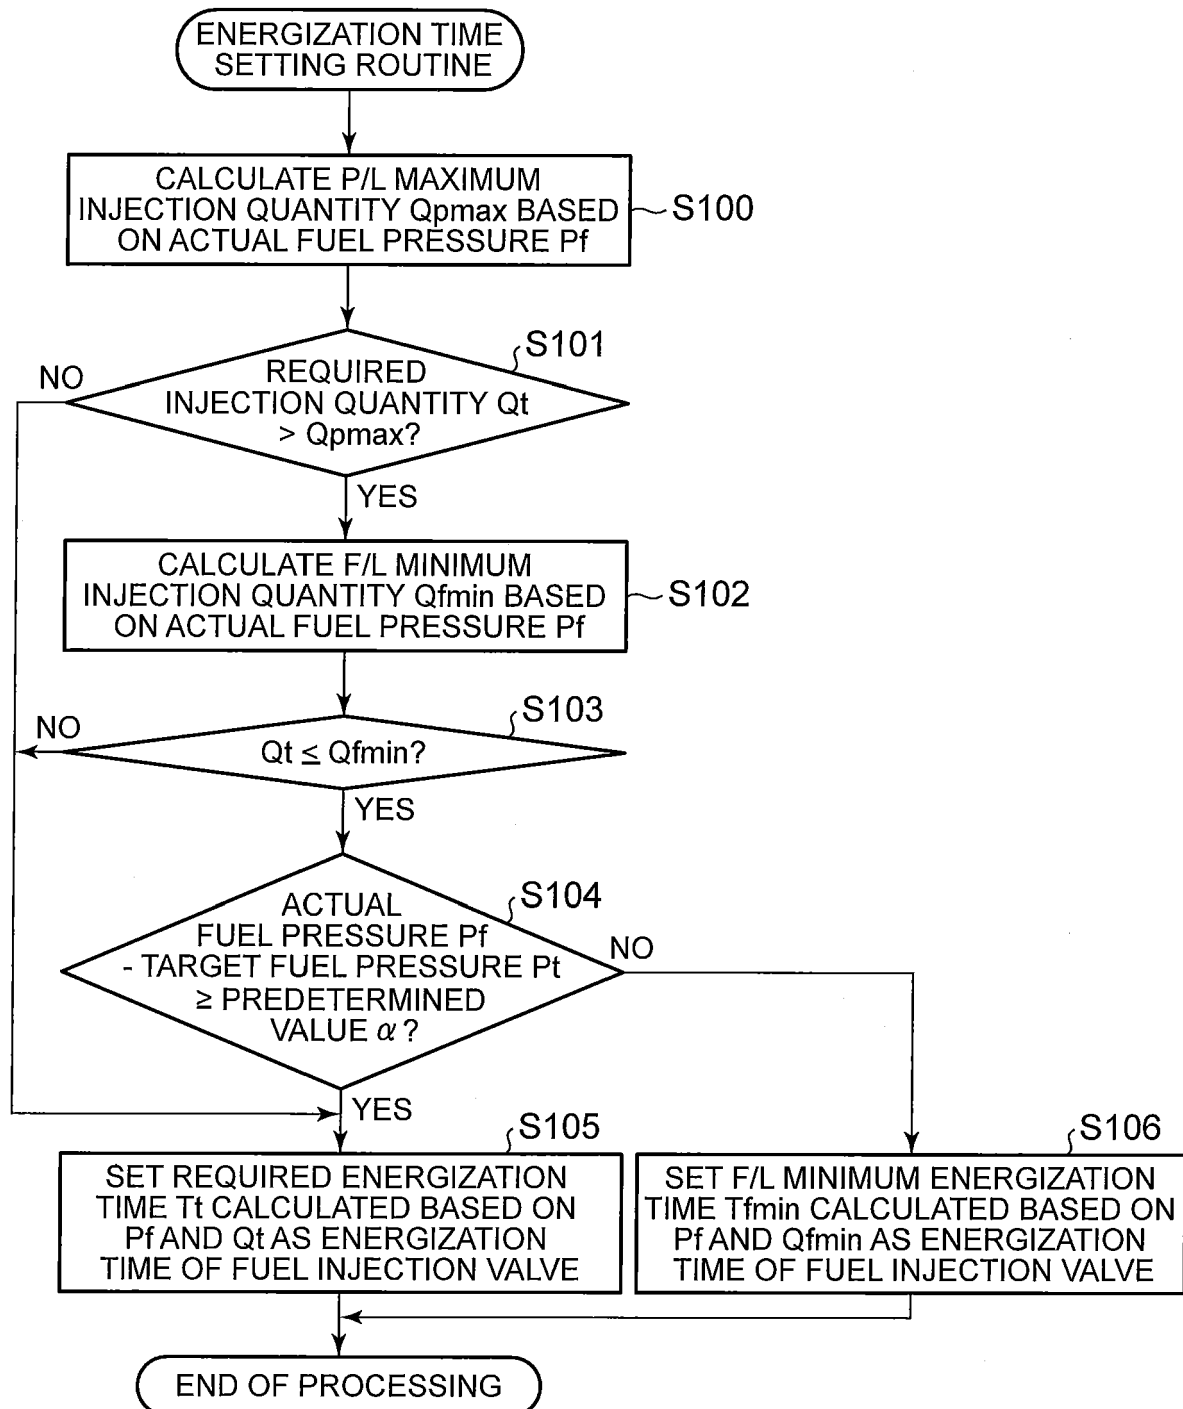 ENERGIZATION TIME
SETTING ROUTINE
CALCULATE P/L MAXIMUM
INJECTION QUANTITY Qpmax BASED
ON ACTUAL FUEL PRESSURE Pf
S100
S101
NO
REQUIRED
INJECTION QUANTITY Qt
> Qpmax?
YES
CALCULATE F/L MINIMUM
INJECTION QUANTITY Qfmin BASED
ON ACTUAL FUEL PRESSURE Pf
S102
S103
NO
Qt ≤ Qfmin?
YES
S104
ACTUAL
FUEL PRESSURE Pf
- TARGET FUEL PRESSURE Pt
≥ PREDETERMINED
VALUE α ?
NO
YES
S105
SET REQUIRED ENERGIZATION
TIME Tt CALCULATED BASED ON
Pf AND Qt AS ENERGIZATION
TIME OF FUEL INJECTION VALVE
S106
SET F/L MINIMUM ENERGIZATION
TIME Tfmin CALCULATED BASED ON
Pf AND Qfmin AS ENERGIZATION
TIME OF FUEL INJECTION VALVE
END OF PROCESSING